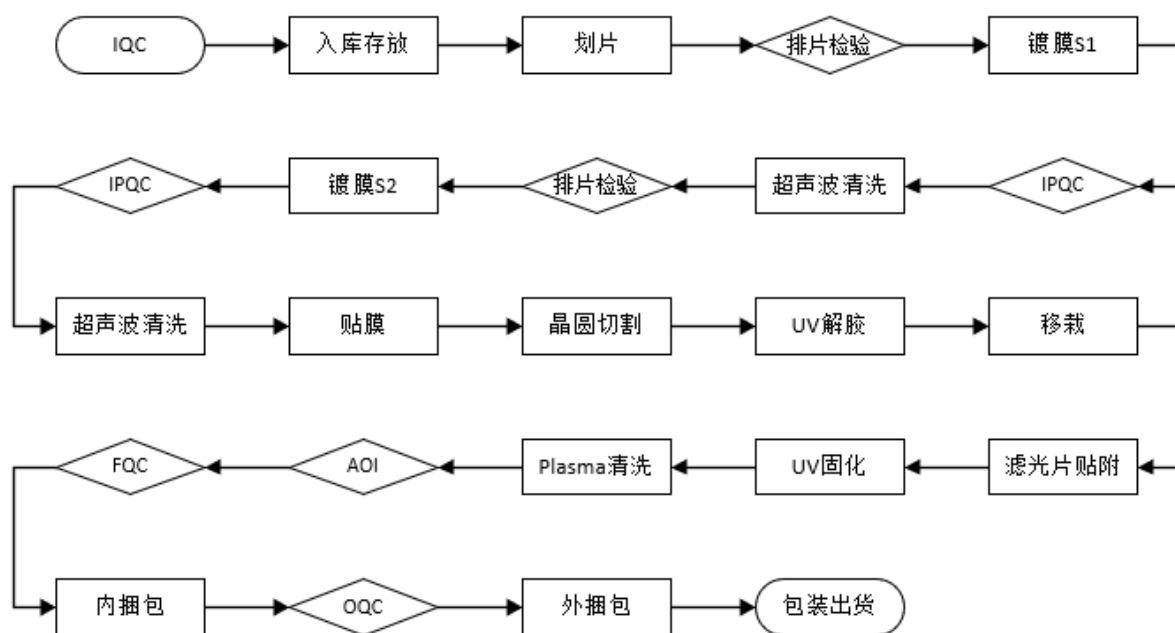 IQC
入库存放
划片
排片检验
镀膜S1
IPQC
超声波清洗
排片检验
镀膜S2
IPQC
超声波清洗
贴膜
晶圆切割
UV解胶
移栽
滤光片贴附
UV固化
Plasma清洗
AOI
FQC
内捆包
OQC
外捆包
包装出货